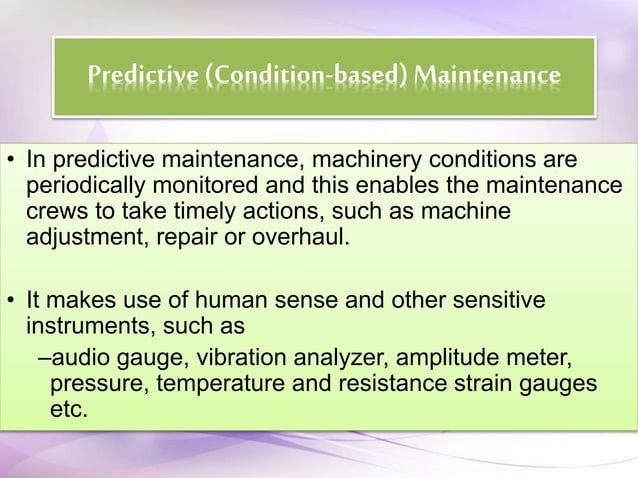 Predictive (Condition-based) Maintenance
• In predictive maintenance, machinery conditions are
periodically monitored and this enables the maintenance
crews to take timely actions, such as machine
adjustment, repair or overhaul.
• It makes use of human sense and other sensitive
instruments, such as
–audio gauge, vibration analyzer, amplitude meter,
pressure, temperature and resistance strain gauges
etc.